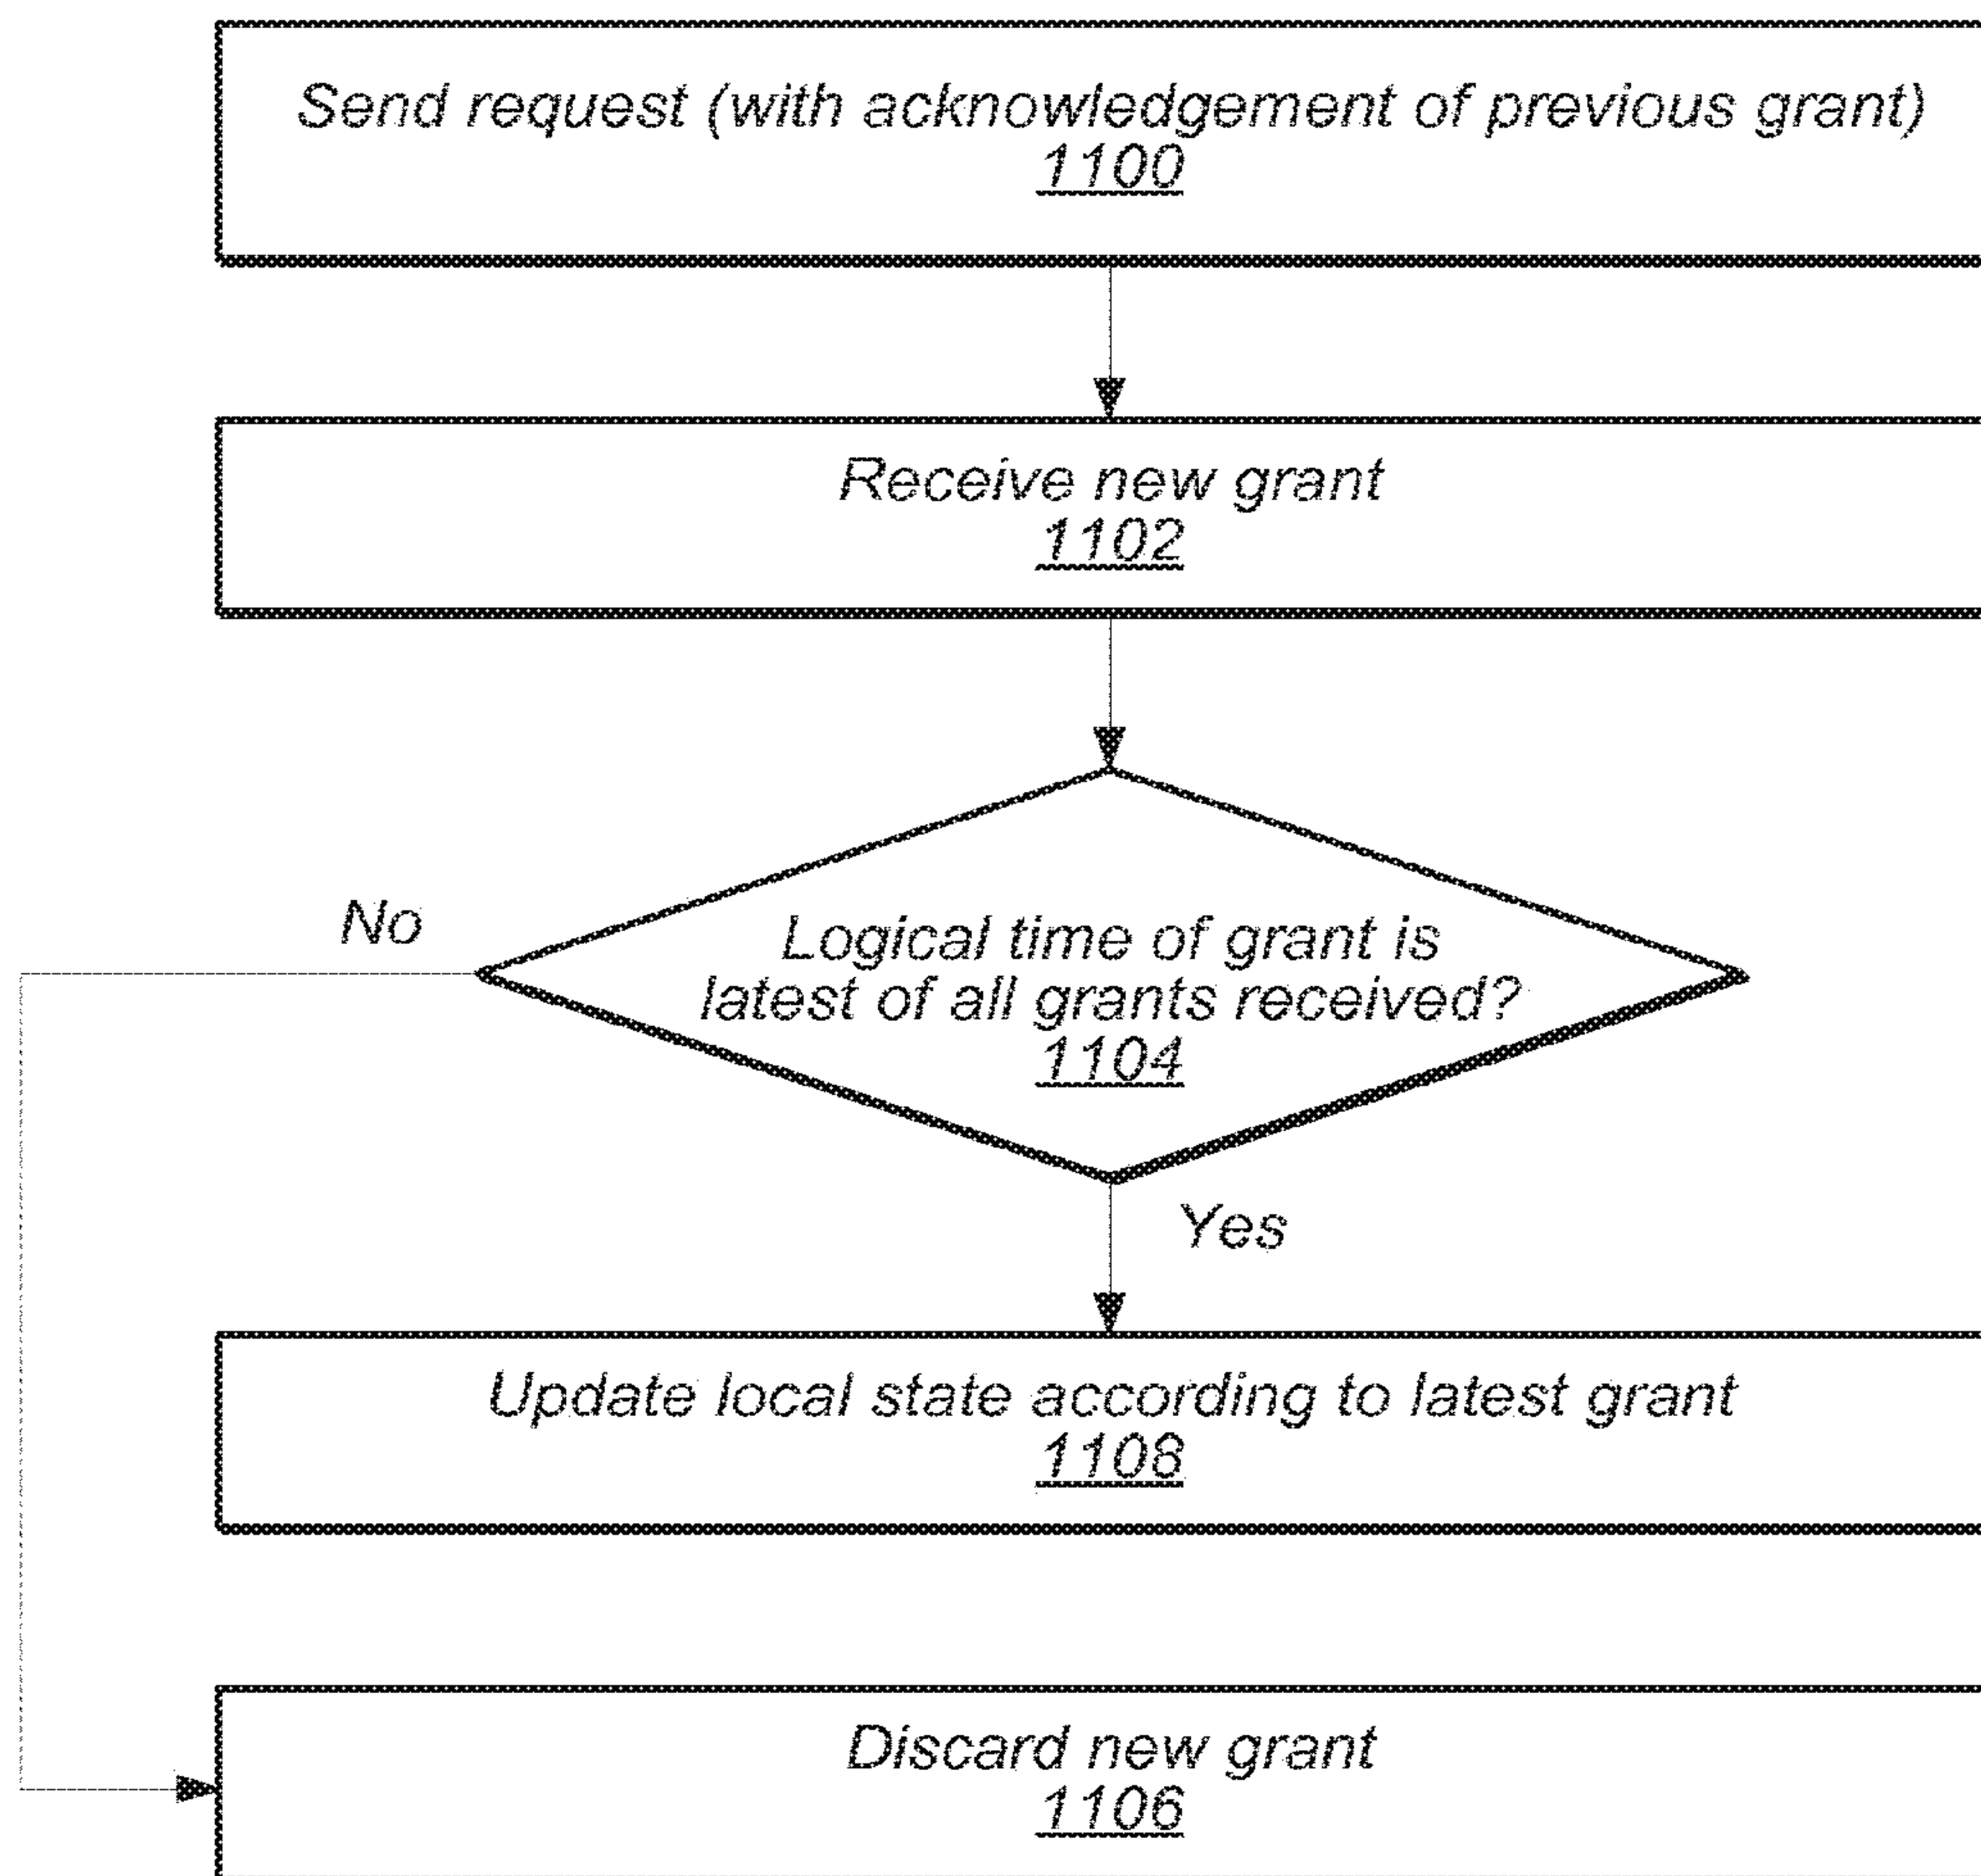 Send request (with acknowledgement of previous grant)
1100
Receive new grant
1102
No
Logical time of grant is
latest of all grants received?
1104
Yes
Update local state according to latest grant
1108
Discard new grant
1106